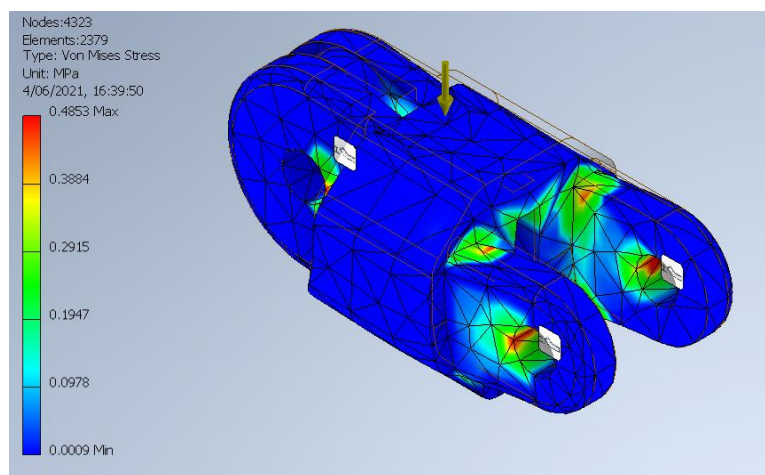 Nodes:4323
Elements:2379
Type: Von Mises Stress
Unit: MPa
4/06/2021, 16:39:50
0.4853 Max
0.3884
0.2915
0.1947
0.0978
0.0009 Min